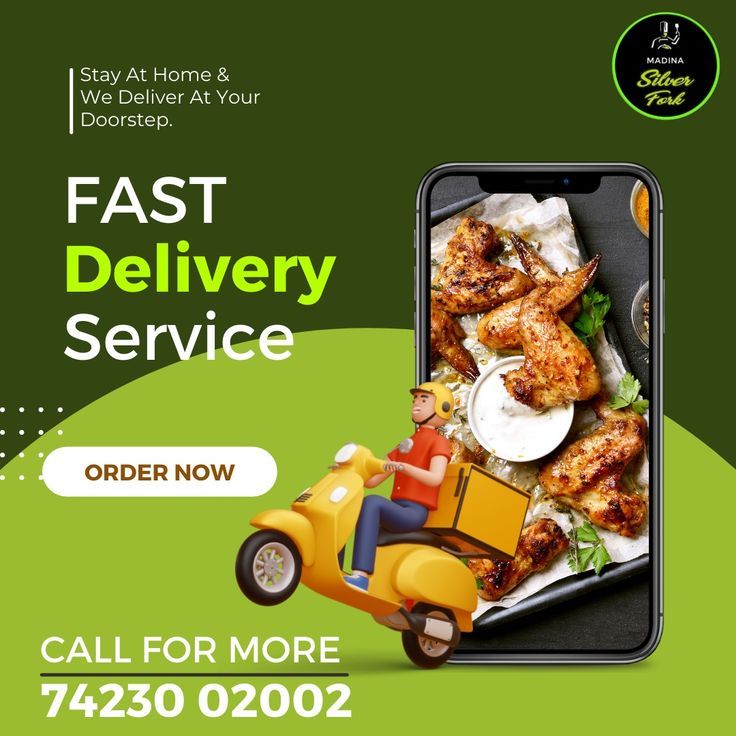 Stay At Home &
We Deliver At Your
Doorstep.
MADINA
Silver
Fork
FAST
Delivery
Service
ORDER NOW
CALL FOR MORE
74230 02002